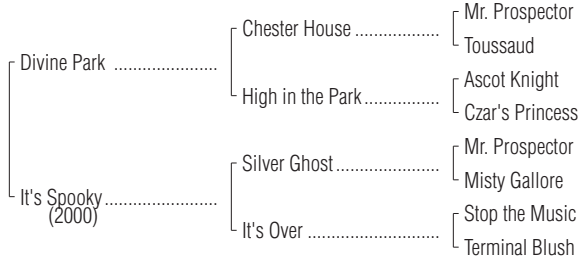 Mr. Prospector
Chester House ..................
Toussaud
Divine Park ......................
Ascot Knight
High in the Park................
Czar's Princess
Mr. Prospector
Silver Ghost......................
Misty Gallore
It's Spooky........................
(2000)
Stop the Music
It's Over ............................
Terminal Blush